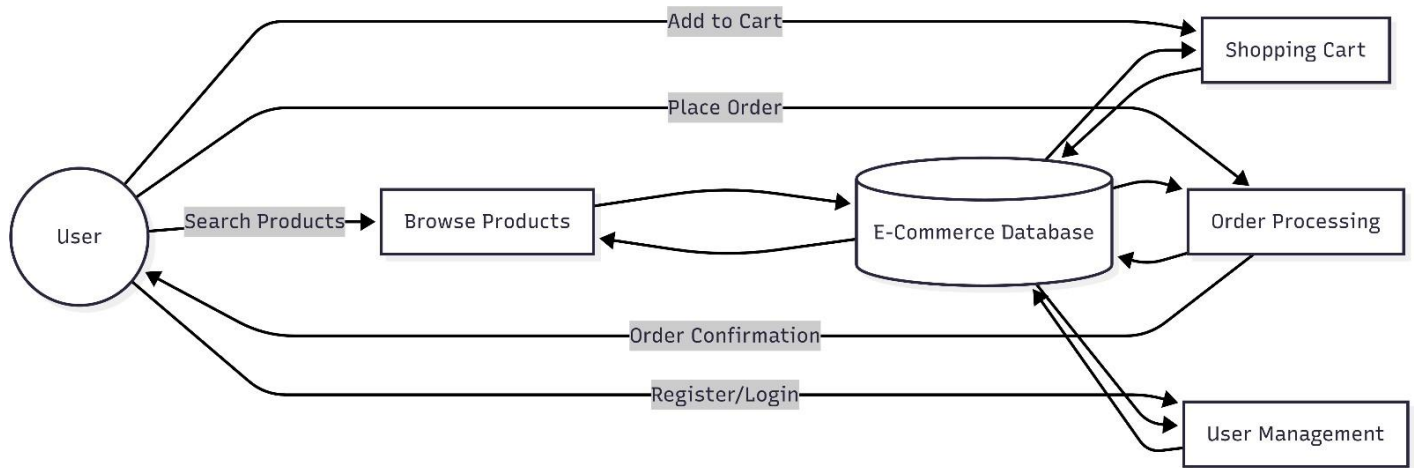 Add to Cart
Shopping Cart
Place Order
User
Search Products
Browse Products
E-Commerce Database
Order Processing
Order Confirmation
Register/Login
User Management